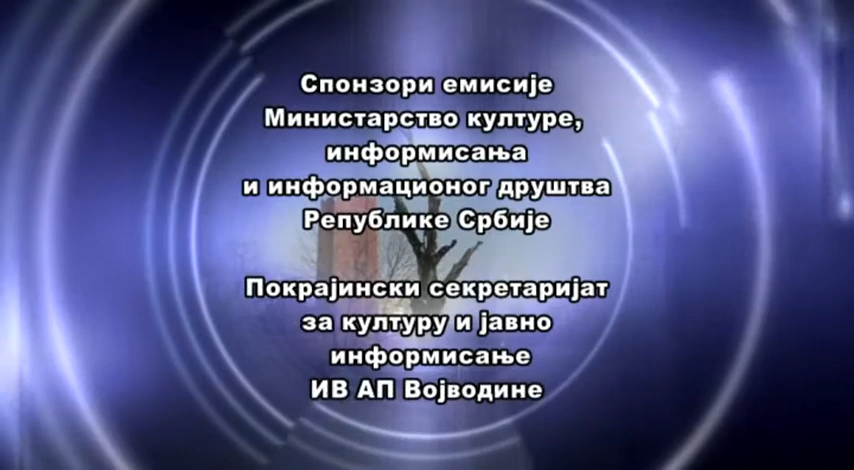 Спонзори емисије
Министарство културе,
информисања
и информационог друштва
Републике Србије
Покрајински секретаријат
за културу и јавно
информисање
ИВ АП Војводине